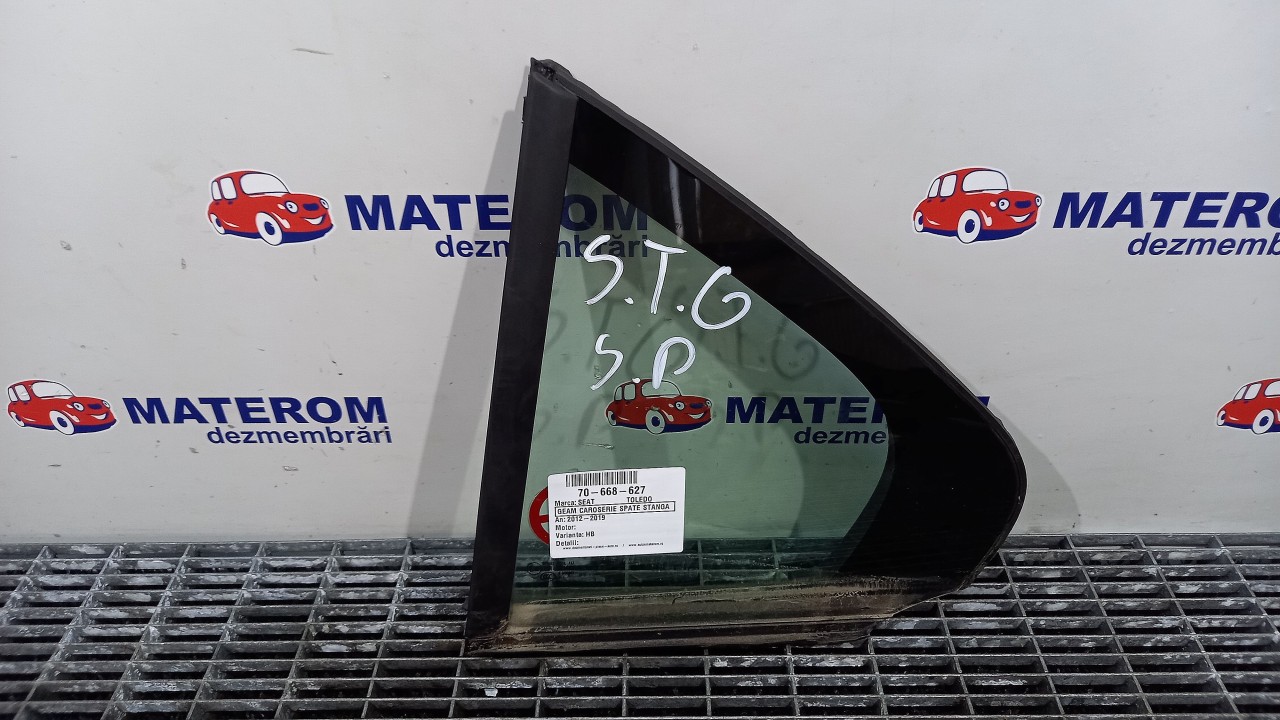 MATEROM
dezmembrări
MATEROM
dezmembrări
S.T.G
S.P
MATEROM
dezmembrări
MATEROM
dezme
70-668-627
Marca: SEAT TOLEDO
GEAM CAROSERIE SPATE STANGA
An: 2012-2019
Motor:
Varianta: HB
Detalii: